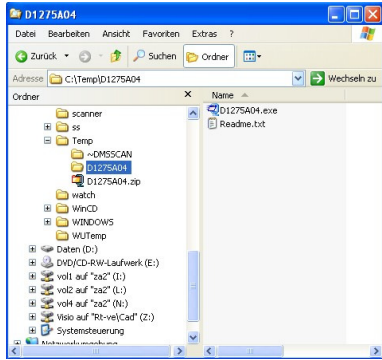 D1275A04
Datei Bearbeiten Ansicht Favoriten Extras ?
Zurück Suchen Ordner
Adresse C:\Temp\D1275A04 Wechseln zu
Ordner
Name
scanner
ss
Temp
~DMSSCAN
D1275A04
D1275A04.zip
watch
WinCD
WINDOWS
WUTemp
Daten (D:)
DVD/CD-RW-Laufwerk (E:)
vol1 auf "za2" (I:)
vol2 auf "za2" (L:)
vol4 auf "za2" (N:)
Visio auf "Rt-ve\Cad" (Z:)
Systemsteuerung
Netzwerkumgebung
D1275A04.exe
Readme.txt